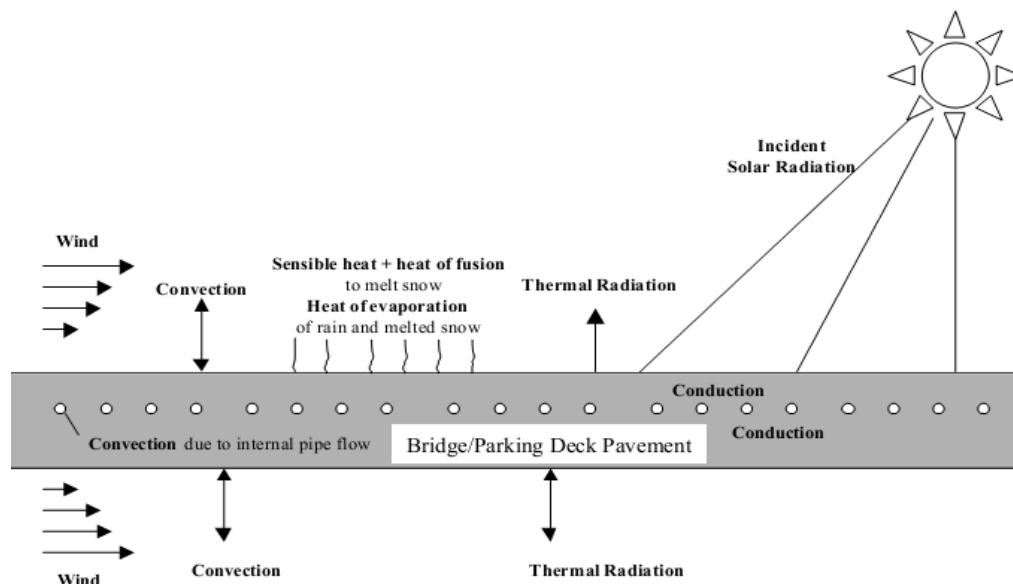 Incident
Solar Radiation
Wind
Sensible heat + heat of fusion
to melt snow
Heat of evaporation
of rain and melted snow
Convection
Thermal Radiation
Conduction
Convection due to internal pipe flow
Bridge/Parking Deck Pavement
Conduction
Convection
Thermal Radiation
Wind